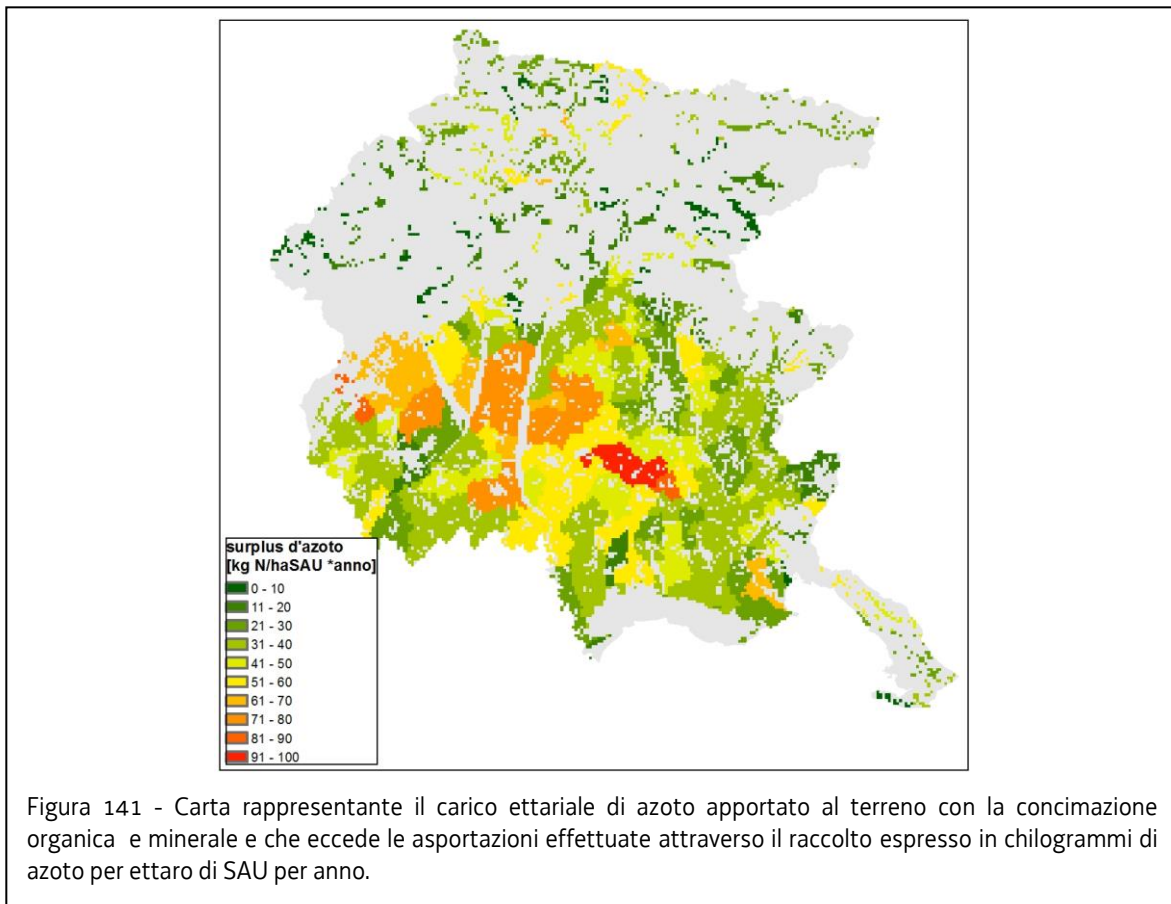 surplus d'azoto
[kg N/haSAU *anno]
0 - 10
11 - 20
21 - 30
31 - 40
41 - 50
51 - 60
61 - 70
71 - 80
81 - 90
91 - 100
Figura 141 - Carta rappresentante il carico ettariale di azoto apportato al terreno con la concimazione
organica e minerale e che eccede le asportazioni effettuate attraverso il raccolto espresso in chilogrammi di
azoto per ettaro di SAU per anno.